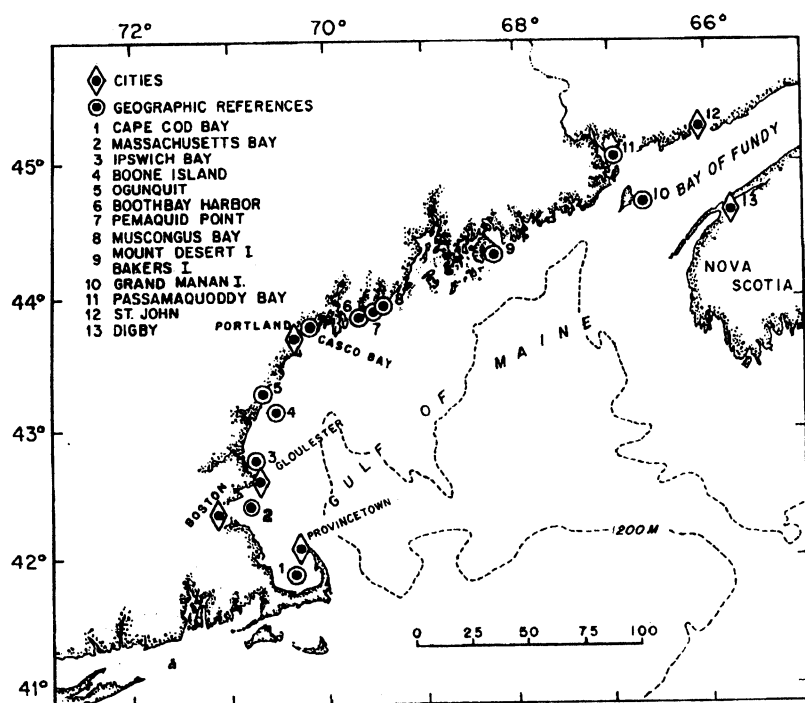 72° 70° 68° 66°
CITIES
GEOGRAPHIC REFERENCES
1 CAPE COD BAY
2 MASSACHUSETTS BAY
3 IPSWICH BAY
4 BOONE ISLAND
5 OGUNQUIT
6 BOOTHBAY HARBOR
7 PEMAQUID POINT
8 MUSCONGUS BAY
9 MOUNT DESERT I.
BAKERS I.
10 GRAND MANAN I.
11 PASSAMAQUODDY BAY
12 ST. JOHN
13 DIGBY
45°
44°
43°
42°
41°
12
11
10 BAY OF FUNDY
13
9
NOVA
SCOTIA
8
6
7
PORTLAND
CASCO BAY
GULF OF MAINE
5
4
3
GLOULESTER
BOSTON
2
PROVINCETOWN
1
200 M
0 25 50 75 100